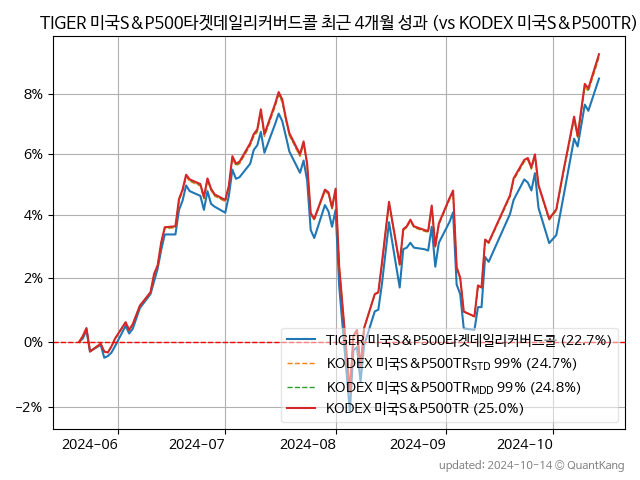 TIGER 미국S&P500타겟데일리커버드콜 최근 4개월 성과 (vs KODEX 미국S&P500TR)
8%
6%
4%
2%
0%
−2%
TIGER 미국S&P500타겟데일리커버드콜 (22.7%)
KODEX 미국S&P500TR_STD 99% (24.7%)
KODEX 미국S&P500TR_MDD 99% (24.8%)
KODEX 미국S&P500TR (25.0%)
2024-06 2024-07 2024-08 2024-09 2024-10
updated: 2024-10-14 © QuantKang